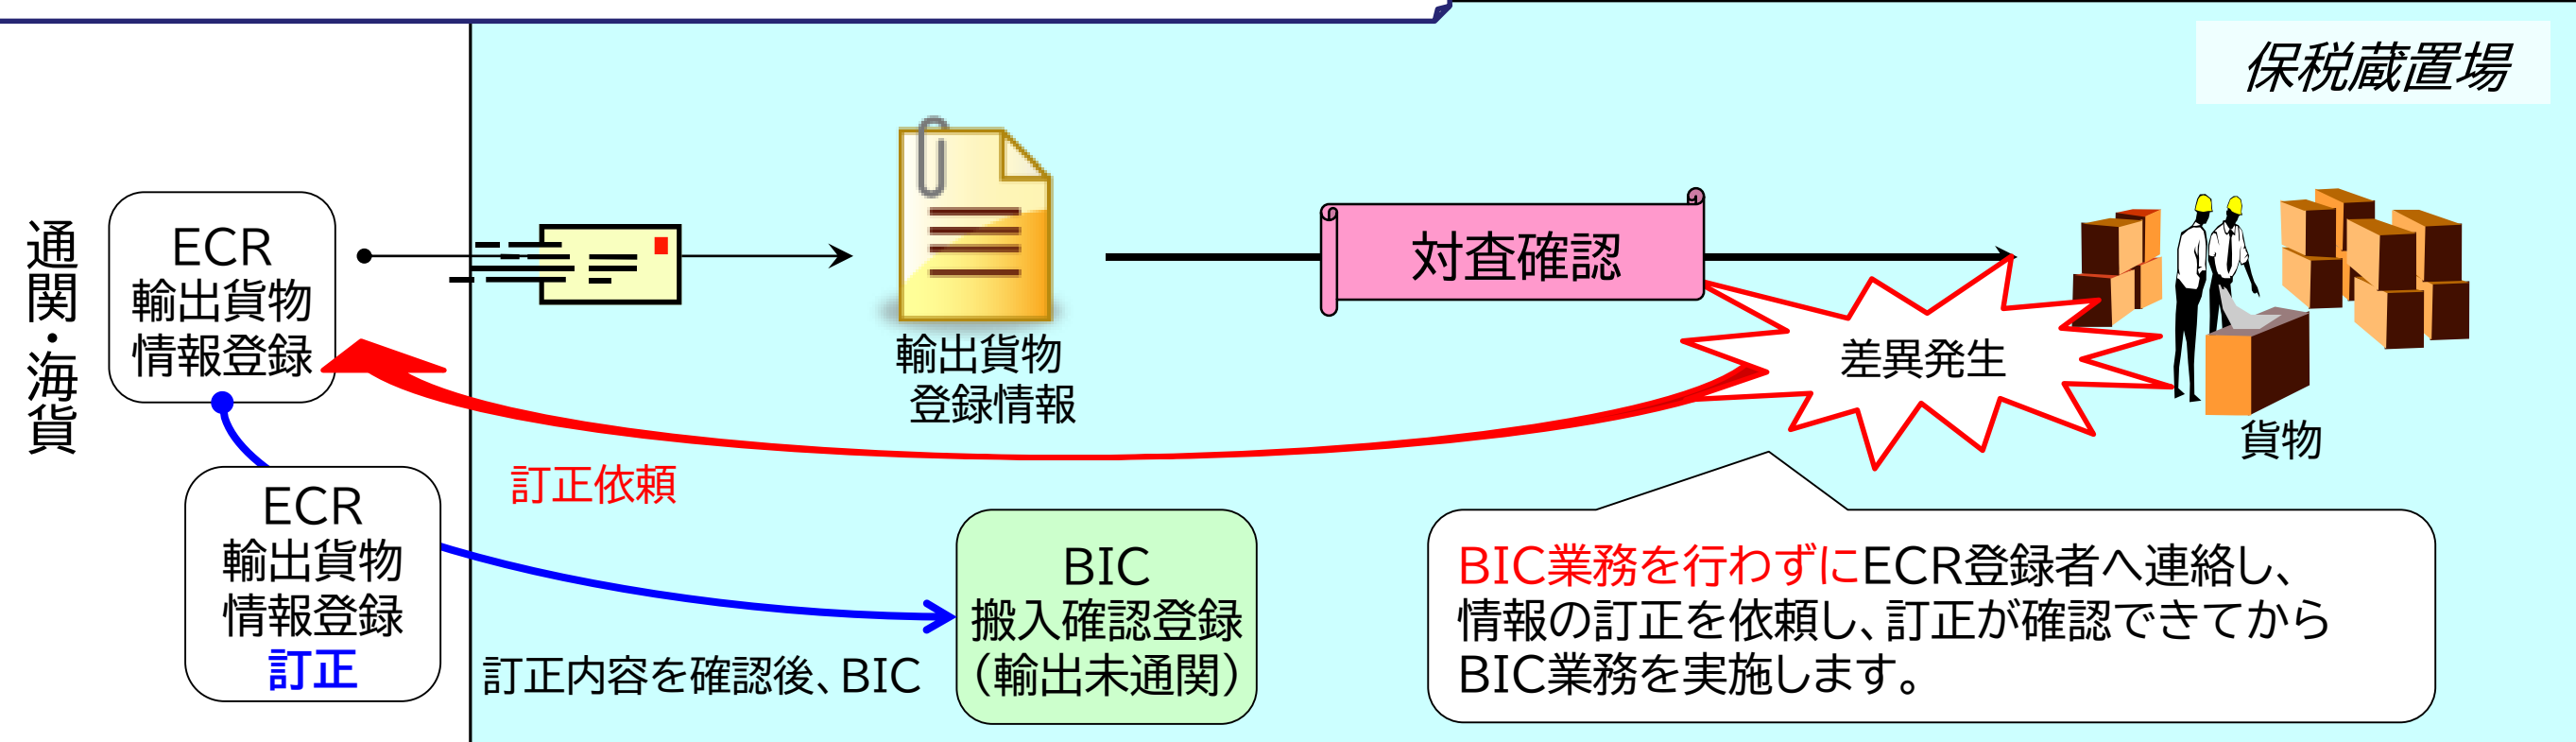 保税蔵置場
通関・海貨
ECR
輸出貨物
情報登録
輸出貨物
登録情報
対査確認
差異発生
貨物
訂正依頼
ECR
輸出貨物
情報登録
訂正
訂正内容を確認後、BIC
BIC
搬入確認登録
（輸出未通関）
BIC業務を行わずにECR登録者へ連絡し、
情報の訂正を依頼し、訂正が確認できてから
BIC業務を実施します。